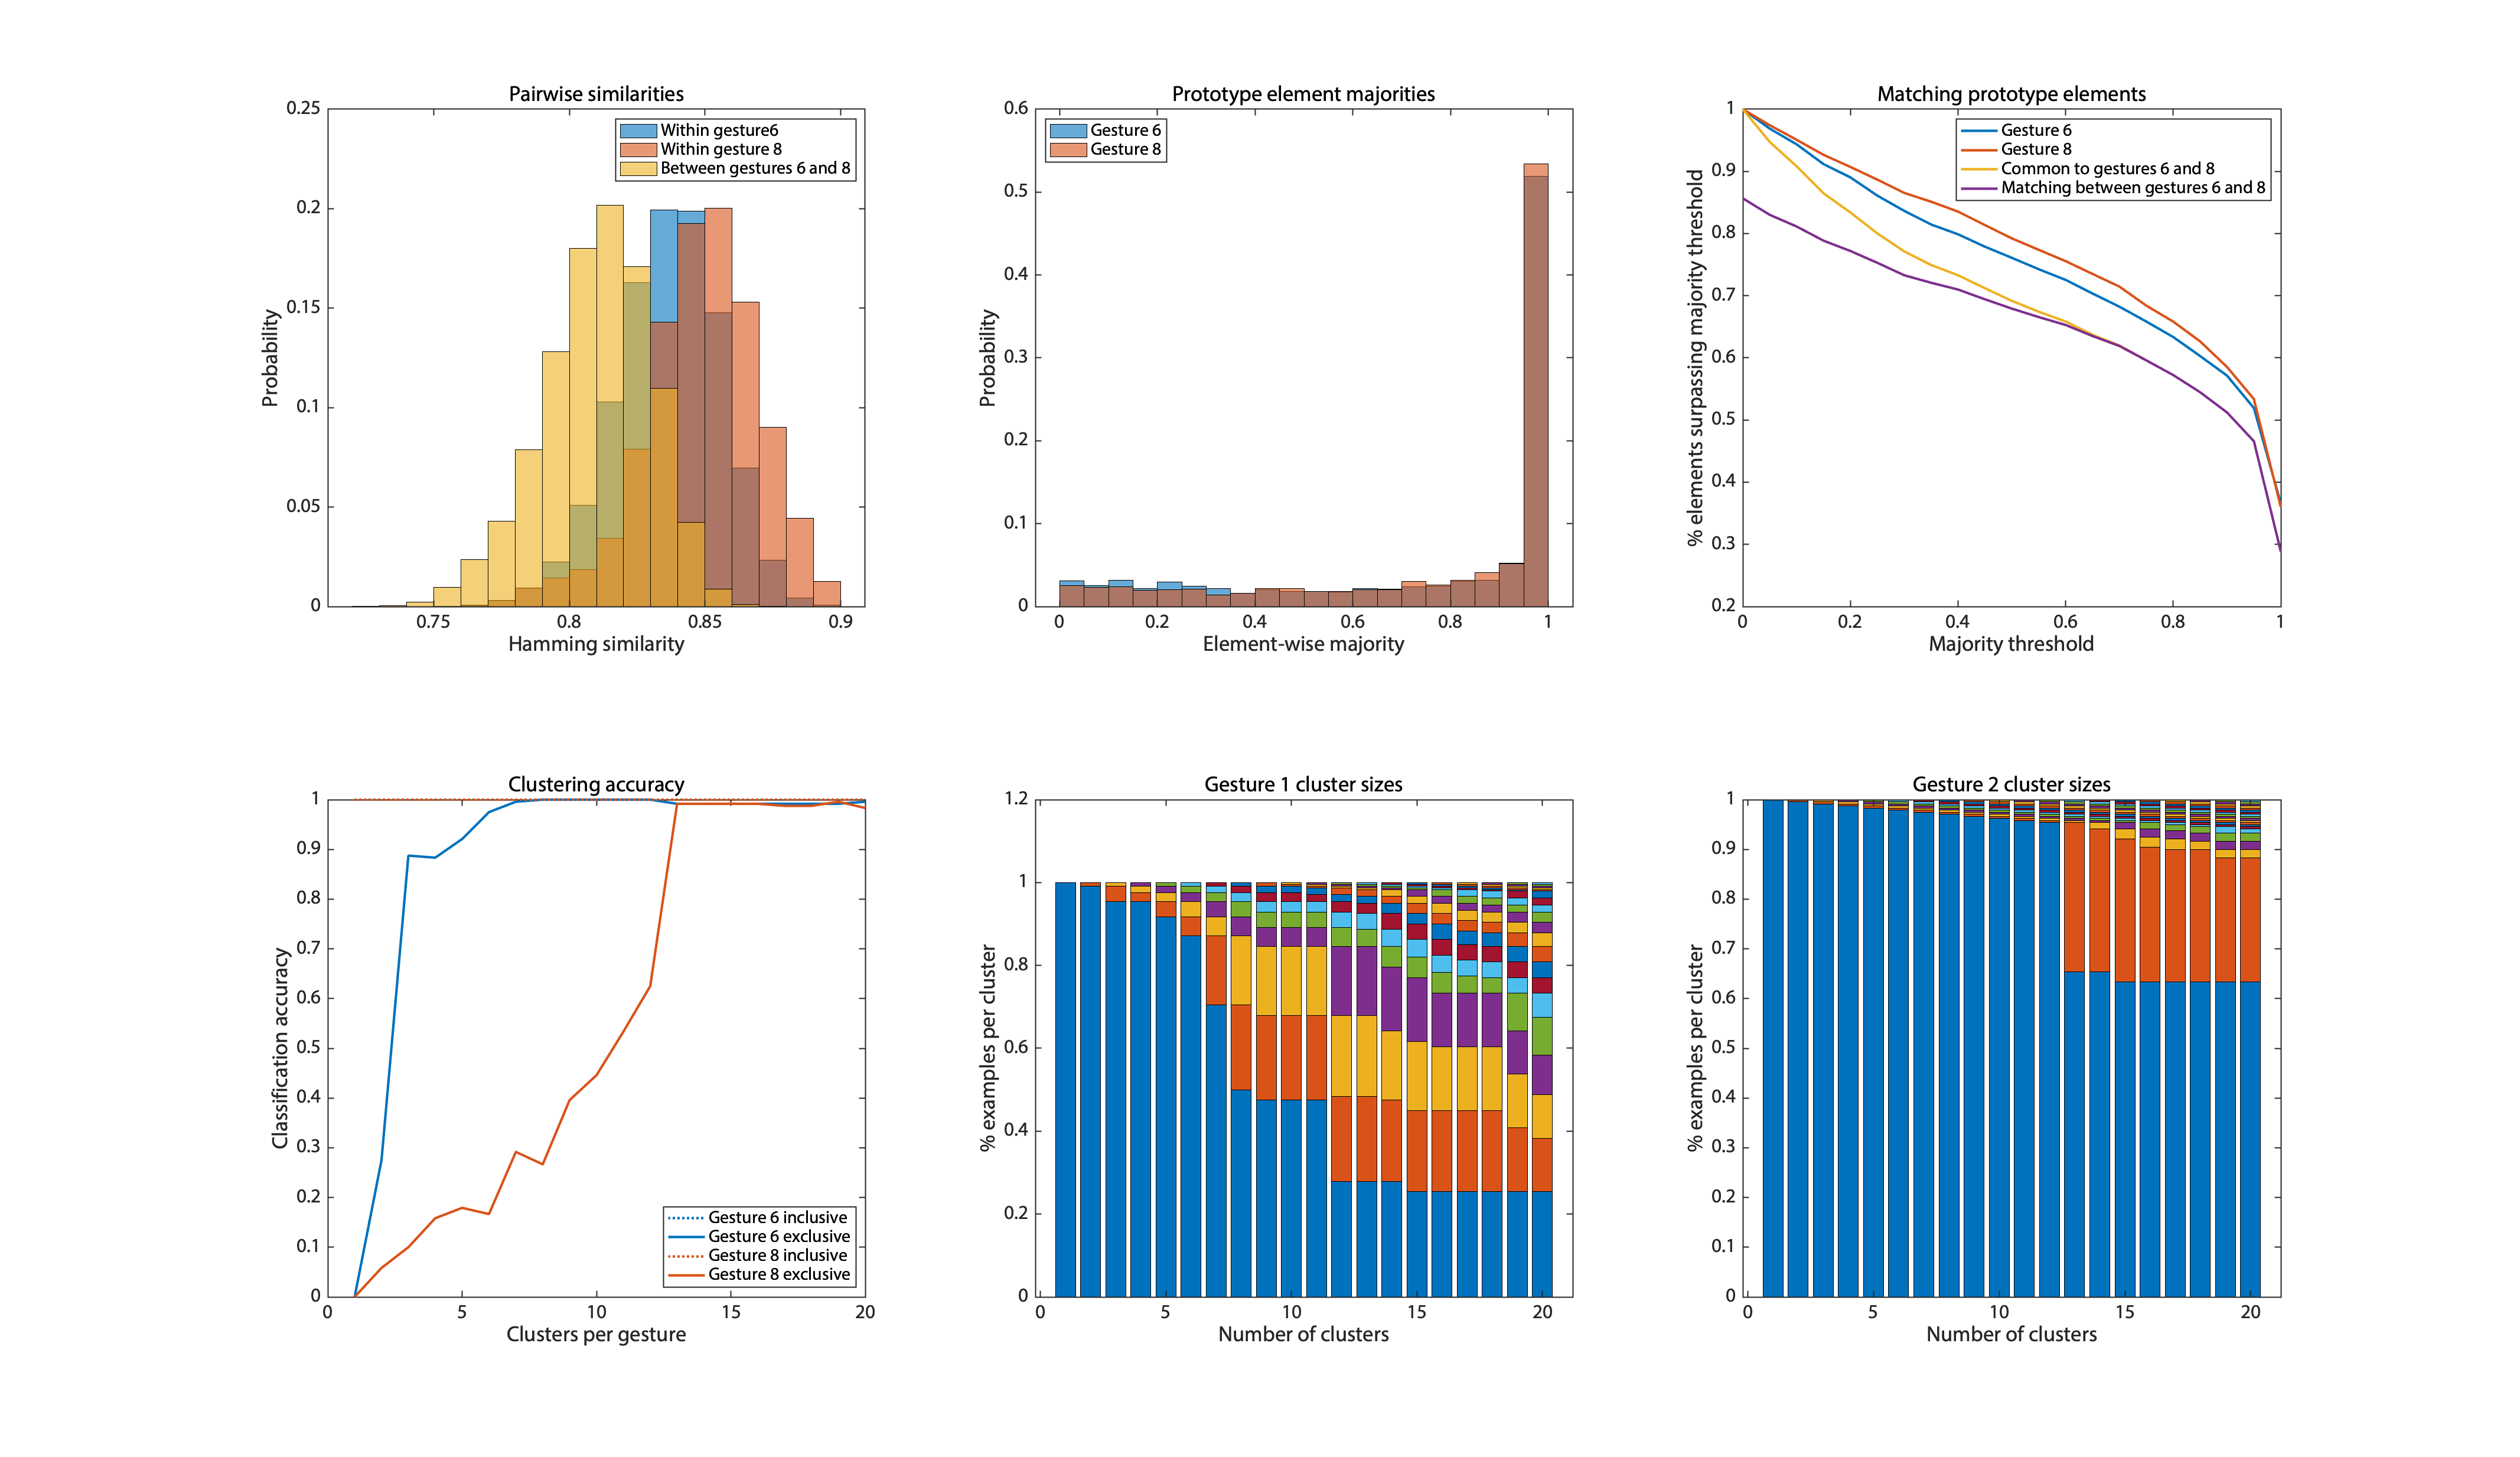 Pairwise similarities
0.25
0.2
0.15
0.1
0.05
0
Probability
Within gesture6
Within gesture 8
Between gestures 6 and 8
0.75
0.8
0.85
0.9
Hamming similarity
Prototype element majorities
0.6
0.5
0.4
0.3
0.2
0.1
0
Probability
Gesture 6
Gesture 8
0
0.2
0.4
0.6
0.8
1
Element-wise majority
Matching prototype elements
1
0.9
0.8
0.7
0.6
0.5
0.4
0.3
0.2
% elements surpassing majority threshold
Gesture 6
Gesture 8
Common to gestures 6 and 8
Matching between gestures 6 and 8
0
0.2
0.4
0.6
0.8
1
Majority threshold
Clustering accuracy
1
0.9
0.8
0.7
0.6
0.5
0.4
0.3
0.2
0.1
0
Classification accuracy
Gesture 6 inclusive
Gesture 6 exclusive
Gesture 8 inclusive
Gesture 8 exclusive
0
5
10
15
20
Clusters per gesture
Gesture 1 cluster sizes
1.2
1
0.8
0.6
0.4
0.2
0
% examples per cluster
0
5
10
15
20
Number of clusters
Gesture 2 cluster sizes
1
0.9
0.8
0.7
0.6
0.5
0.4
0.3
0.2
0.1
0
% examples per cluster
0
5
10
15
20
Number of clusters